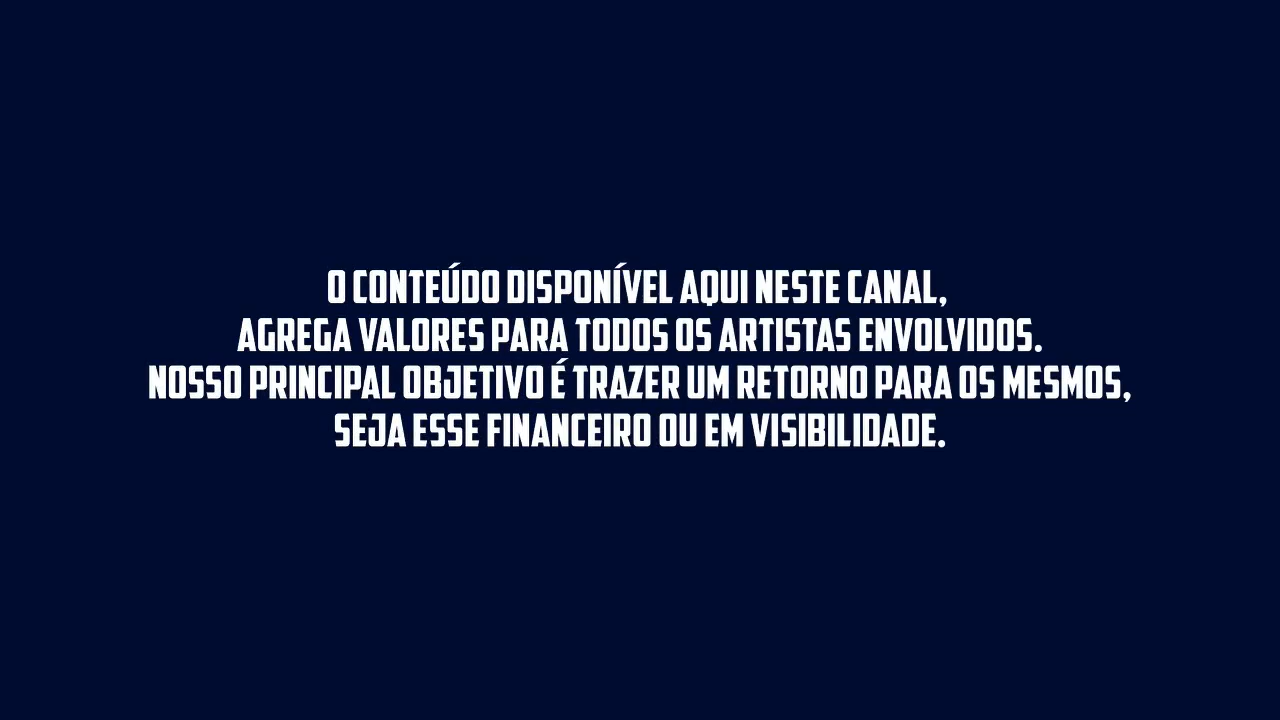 O CONTEÚDO DISPONÍVEL AQUI NESTE CANAL,
AGREGA VALORES PARA TODOS OS ARTISTAS ENVOLVIDOS.
NOSSO PRINCIPAL OBJETIVO É TRAZER UM RETORNO PARA OS MESMOS,
SEJA ESSE FINANCEIRO OU EM VISIBILIDADE.